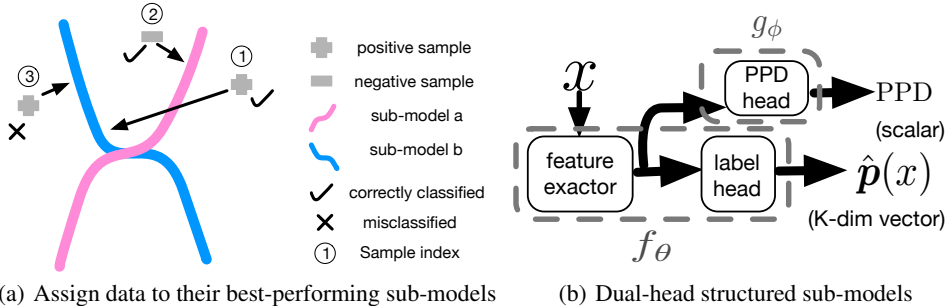 ②
①
③
positive sample
negative sample
sub-model a
sub-model b
correctly classified
misclassified
① Sample index
(a) Assign data to their best-performing sub-models
x
feature
exactor
label
head
PPD
head
g_ϕ
f_θ
PPD
(scalar)
p̂(x)
(K-dim vector)
(b) Dual-head structured sub-models